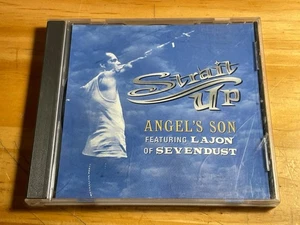 Strait
Up
ANGEL'S SON
FEATURING LAJON
OF SEVENDUST